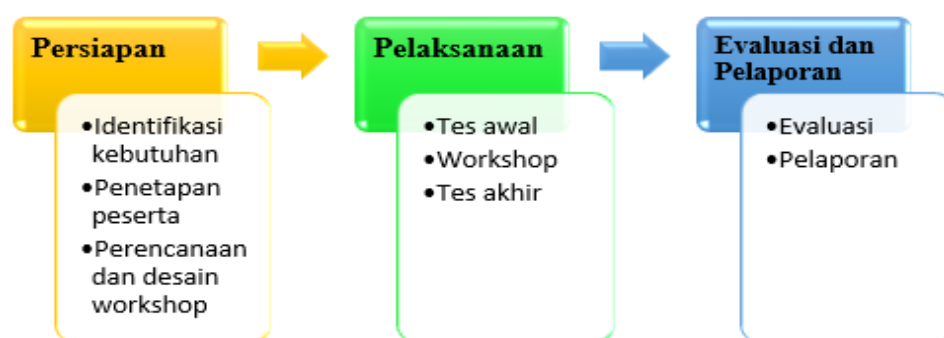 Persiapan
•Identifikasi
kebutuhan
•Penetapan
peserta
•Perencanaan
dan desain
workshop
Pelaksanaan
•Tes awal
•Workshop
•Tes akhir
Evaluasi dan
Pelaporan
•Evaluasi
•Pelaporan